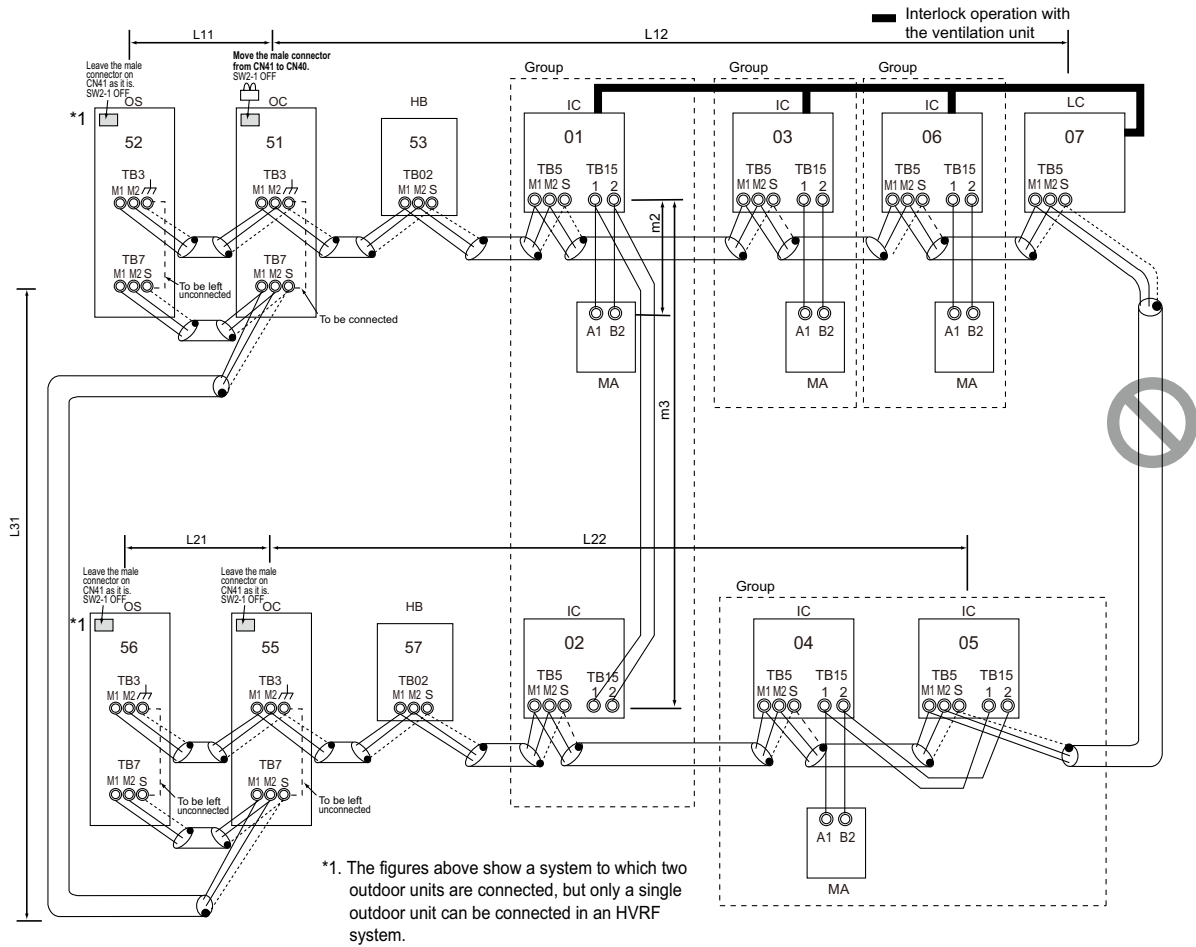 Interlock operation with
the ventilation unit
L11
L12
Leave the male
connector on
CN41 as it is.
SW2-1 OFF
Move the male connector
from CN41 to CN40.
SW2-1 OFF
Group
Group
Group
OS
OC
HB
IC
IC
IC
LC
*1
52
51
53
01
03
06
07
TB3
TB3
TB02
TB5 TB15
TB5 TB15
TB5 TB15
TB5
M1 M2
M1 M2
M1 M2 S
M1 M2 S 1 2
M1 M2 S 1 2
M1 M2 S 1 2
M1 M2 S
m2
TB7
TB7
M1 M2 S
M1 M2 S
To be left
unconnected
To be connected
A1 B2
A1 B2
A1 B2
MA
MA
MA
m3
L31
L21
L22
Leave the male
connector on
CN41 as it is.
SW2-1 OFF
Leave the male
connector on
CN41 as it is.
SW2-1 OFF
Group
OS
OC
HB
IC
IC
IC
*1
56
55
57
02
04
05
TB3
TB3
TB02
TB5 TB15
TB5 TB15
TB5 TB15
M1 M2
M1 M2
M1 M2 S
M1 M2 S 1 2
M1 M2 S 1 2
M1 M2 S 1 2
TB7
TB7
M1 M2 S
M1 M2 S
To be left
unconnected
To be left
unconnected
A1 B2
MA
*1. The figures above show a system to which two
outdoor units are connected, but only a single
outdoor unit can be connected in an HVRF
system.